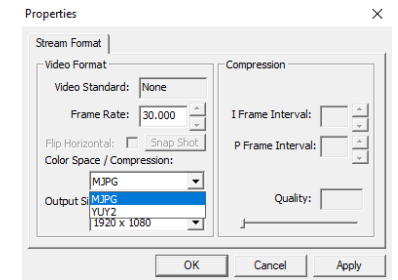 Properties
Stream Format
Video Format
Video Standard: None
Frame Rate: 30.000
Flip Horizontal: Snap Shot
Color Space / Compression:
MJPG
MJPG
YUY2
Output Si
1920 x 1080
Compression
I Frame Interval:
P Frame Interval:
Quality:
OK Cancel Apply